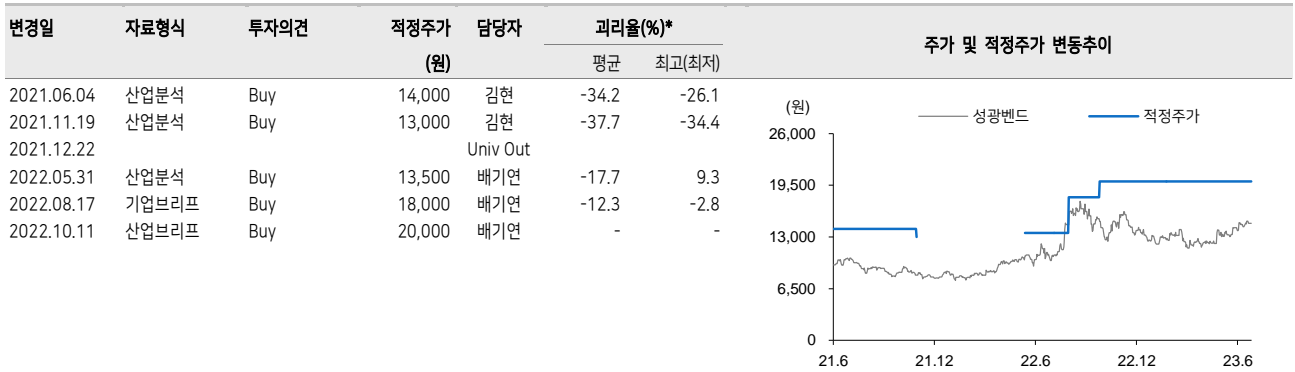 변경일 자료형식 투자의견 적정주가 담당자 괴리율(%)*
(원) 평균 최고(최저)
2021.06.04 산업분석 Buy 14,000 김현 -34.2 -26.1
2021.11.19 산업분석 Buy 13,000 김현 -37.7 -34.4
2021.12.22 Univ Out
2022.05.31 산업분석 Buy 13,500 배기연 -17.7 9.3
2022.08.17 기업브리프 Buy 18,000 배기연 -12.3 -2.8
2022.10.11 산업브리프 Buy 20,000 배기연 - -
주가 및 적정주가 변동추이
(원) 성광벤드 적정주가
26,000
19,500
13,000
6,500
0
21.6 21.12 22.6 22.12 23.6